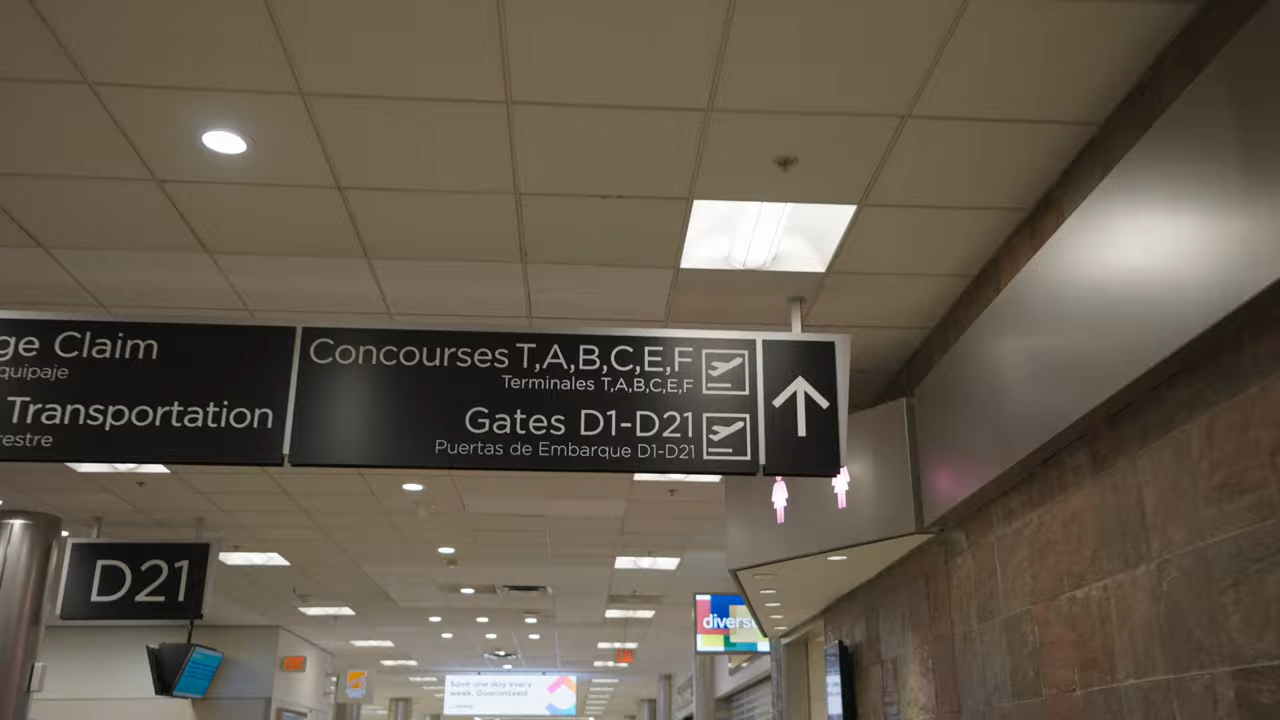 ge Claim
quipaje
Transportation
restre
Concourses T,A,B,C,E,F
Terminales T,A,B,C,E,F
Gates D1-D21
Puertas de Embarque D1-D21
D21
divers
Save one day every
week. Guaranteed